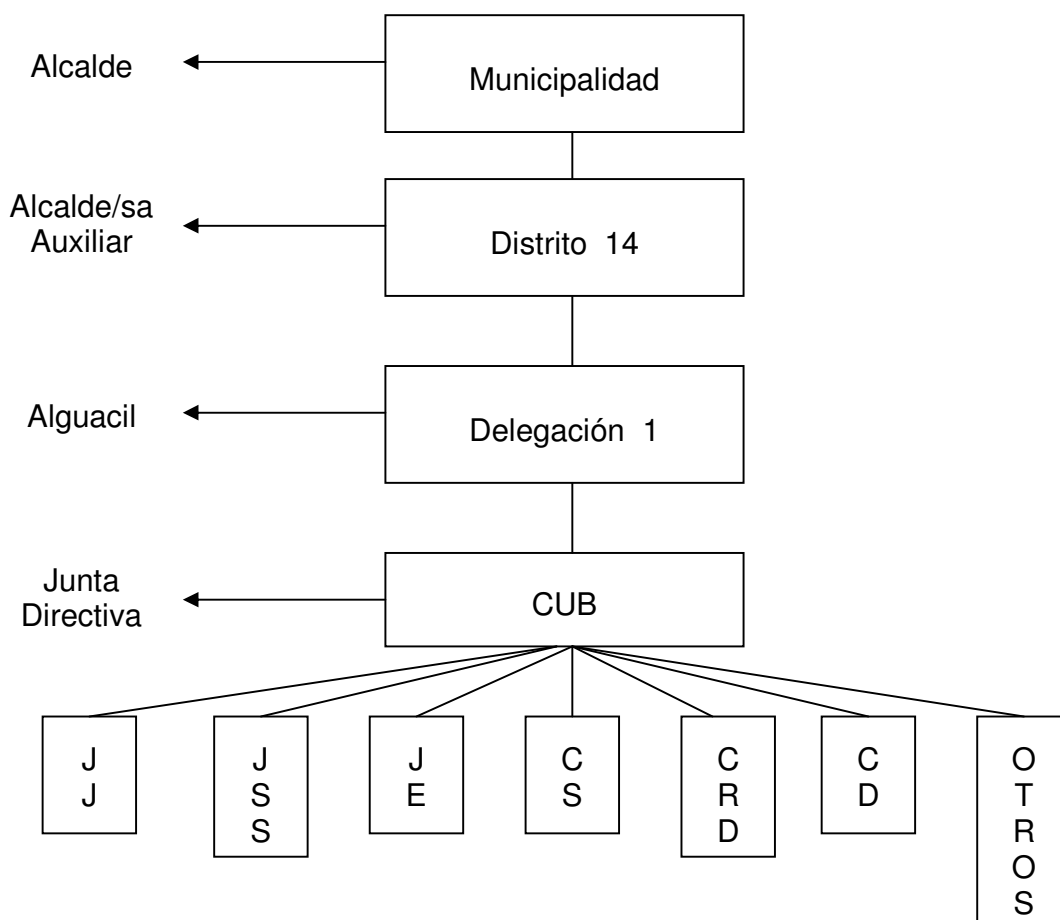 Alcalde
Municipalidad
Alcalde/sa
Auxiliar
Distrito 14
Alguacil
Delegación 1
Junta
Directiva
CUB
J
J
J
S
S
J
E
C
S
C
R
D
C
D
O
T
R
O
S